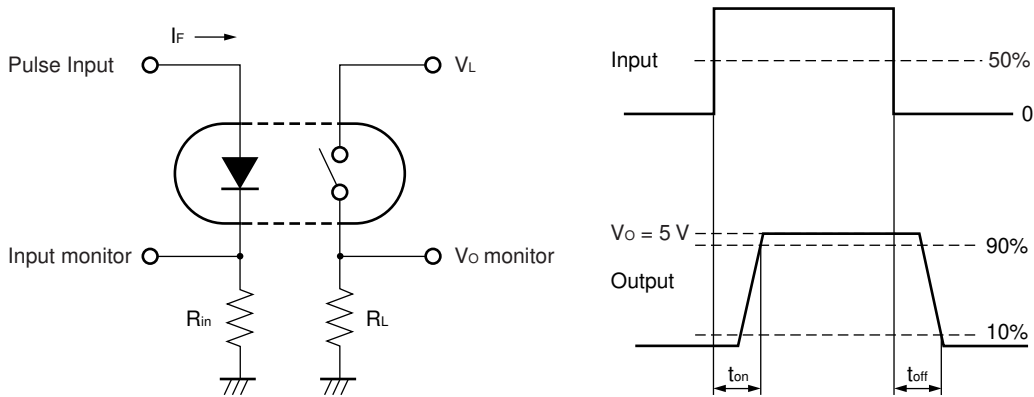 IF
Pulse Input
VL
Input monitor
VO monitor
Rin
RL
Input
50%
0
VO = 5 V
90%
Output
10%
ton
toff